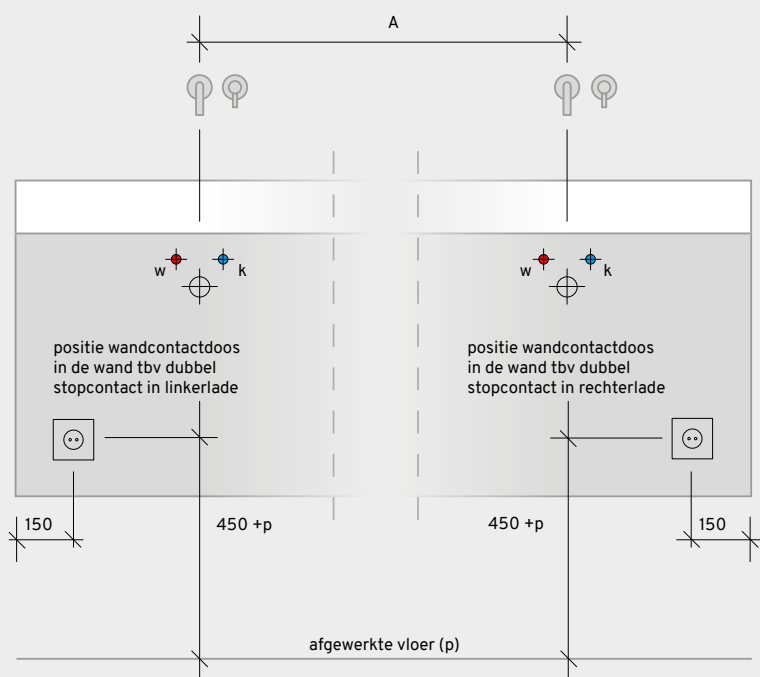 A
w
k
w
k
positie wandcontactdoos
in de wand tbv dubbel
stopcontact in linkerlade
positie wandcontactdoos
in de wand tbv dubbel
stopcontact in rechterlade
150
450 +p
450 +p
150
afgewerkte vloer (p)